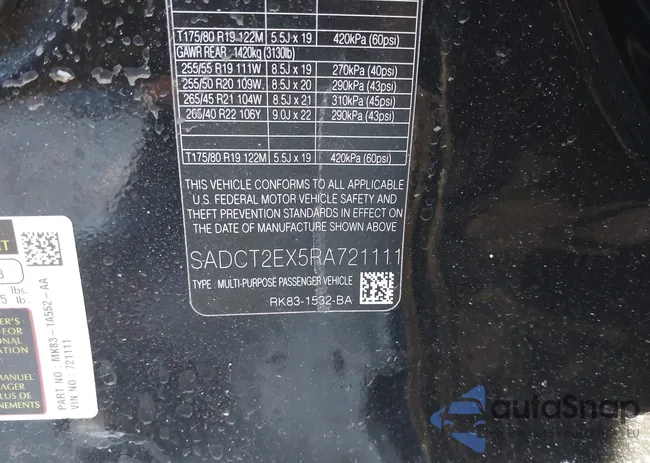 T175/80 R19 122M 5.5J x 19 420kPa (60psi)
GAWR REAR 1420kg (3130lb)
255/55 R19 111W 8.5J x 19 270kPa (40psi)
255/50 R20 109W 8.5J x 20 290kPa (43psi)
265/45 R21 104W 8.5J x 21 310kPa (45psi)
265/40 R22 106Y 9.0J x 22 290kPa (43psi)
T175/80 R19 122M 5.5J x 19 420kPa (60psi)
THIS VEHICLE CONFORMS TO ALL APPLICABLE
U.S. FEDERAL MOTOR VEHICLE SAFETY AND
THEFT PREVENTION STANDARDS IN EFFECT ON
THE DATE OF MANUFACTURE SHOWN ABOVE
SADCT2EX5RA721111
TYPE : MULTI-PURPOSE PASSENGER VEHICLE
RK83-1532-BA
lbs.
lb.
PART NO : MK83-1A552-AA
VIN NO : 721111
autoSnap